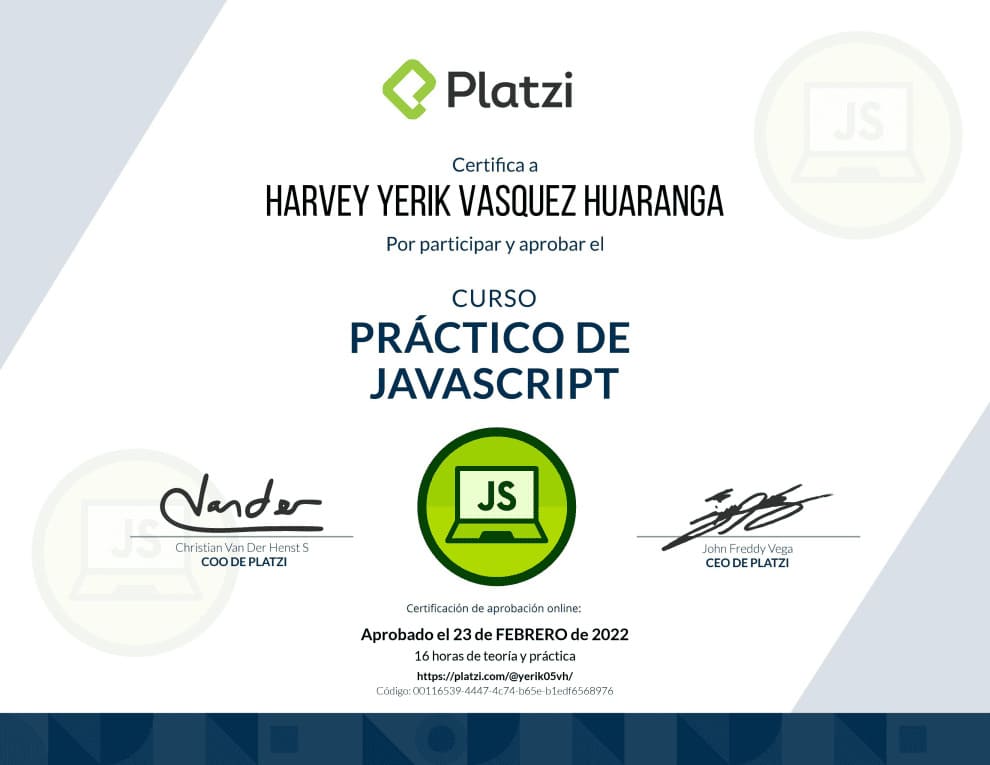 Platzi
JS
Certifica a
HARVEY YERIK VASQUEZ HUARANGA
Por participar y aprobar el
CURSO
PRÁCTICO DE
JAVASCRIPT
Vander
JS
JS
Christian Van Der Henst S
COO DE PLATZI
John Freddy Vega
CEO DE PLATZI
Certificación de aprobación online:
Aprobado el 23 de FEBRERO de 2022
16 horas de teoría y práctica
https://platzi.com/@yerik05vh/
Código: 00116539-4447-4c74-b65e-b1edf6568976